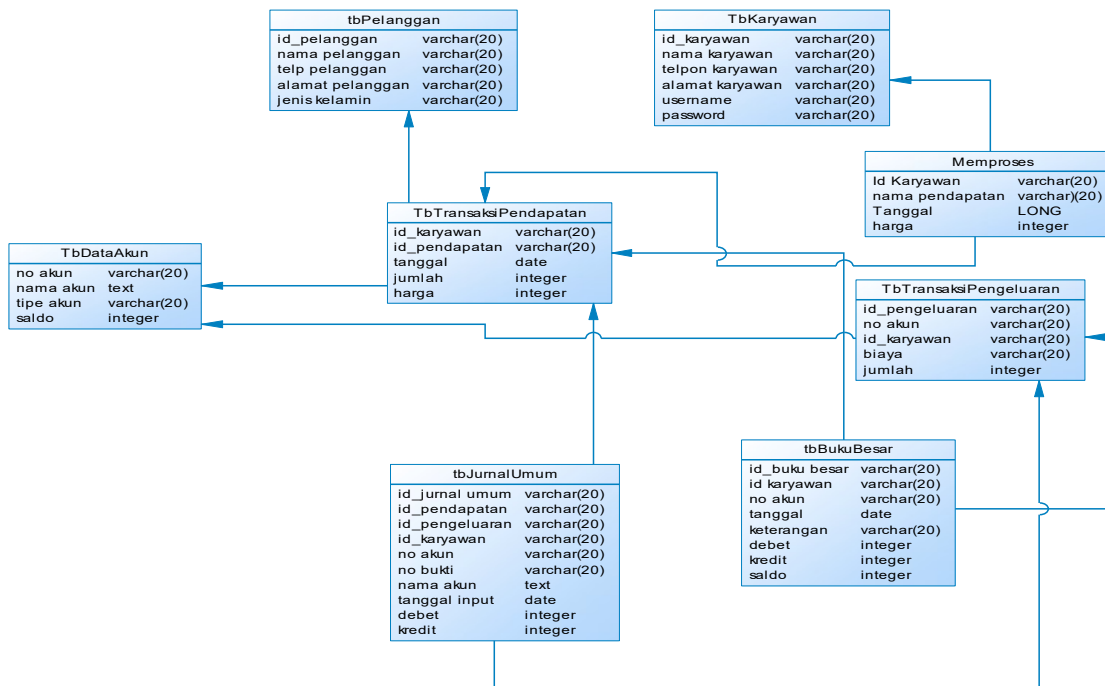 tbPelanggan
id_pelanggan varchar(20)
nama pelanggan varchar(20)
telp pelanggan varchar(20)
alamat pelanggan varchar(20)
jenis kelamin varchar(20)
TbKaryawan
id_karyawan varchar(20)
nama karyawan varchar(20)
telpon karyawan varchar(20)
alamat karyawan varchar(20)
username varchar(20)
password varchar(20)
Memproses
Id Karyawan varchar(20)
nama pendapatan varchar)(20)
Tanggal LONG
harga integer
TbTransaksiPendapatan
id_karyawan varchar(20)
id_pendapatan varchar(20)
tanggal date
jumlah integer
harga integer
TbDataAkun
no akun varchar(20)
nama akun text
tipe akun varchar(20)
saldo integer
TbTransaksiPengeluaran
id_pengeluaran varchar(20)
no akun varchar(20)
id_karyawan varchar(20)
biaya varchar(20)
jumlah integer
tbBukuBesar
id_buku besar varchar(20)
id karyawan varchar(20)
no akun varchar(20)
tanggal date
keterangan varchar(20)
debet integer
kredit integer
saldo integer
tbJurnalUmum
id_jurnal umum varchar(20)
id_pendapatan varchar(20)
id_pengeluaran varchar(20)
id_karyawan varchar(20)
no akun varchar(20)
no bukti varchar(20)
nama akun text
tanggal input date
debet integer
kredit integer